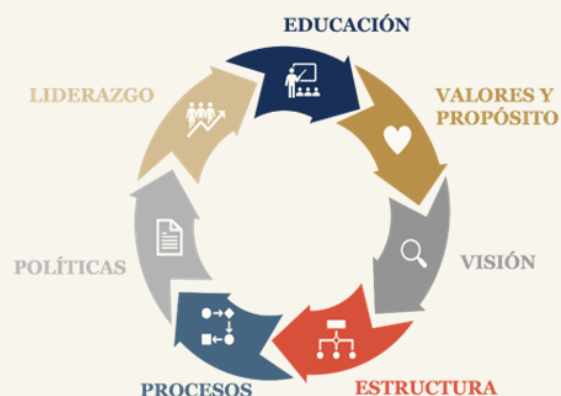 EDUCACIÓN
LIDERAZGO
VALORES Y
PROPÓSITO
POLÍTICAS
VISIÓN
PROCESOS
ESTRUCTURA